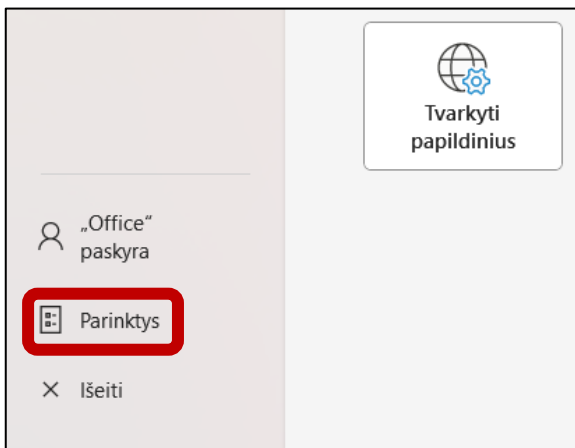 Tvarkyti
papildinius
„Office“
paskyra
Parinktys
Išeiti